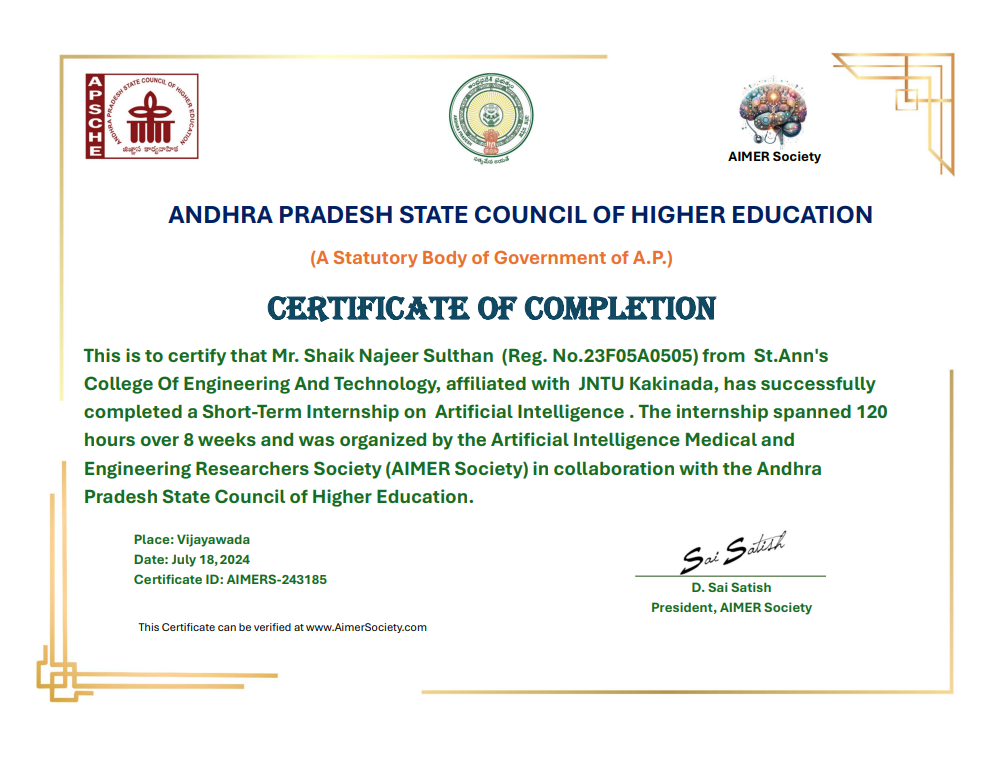 APSCHE
ANDHRA PRADESH STATE COUNCIL OF HIGHER EDUCATION
AIMER Society
ANDHRA PRADESH STATE COUNCIL OF HIGHER EDUCATION
(A Statutory Body of Government of A.P.)
CERTIFICATE OF COMPLETION
This is to certify that Mr. Shaik Najeer Sulthan (Reg. No.23F05A0505) from St.Ann's
College Of Engineering And Technology, affiliated with JNTU Kakinada, has successfully
completed a Short-Term Internship on Artificial Intelligence . The internship spanned 120
hours over 8 weeks and was organized by the Artificial Intelligence Medical and
Engineering Researchers Society (AIMER Society) in collaboration with the Andhra
Pradesh State Council of Higher Education.
Place: Vijayawada
Date: July 18, 2024
Certificate ID: AIMERS-243185
Sai Satish
D. Sai Satish
President, AIMER Society
This Certificate can be verified at www.AimerSociety.com